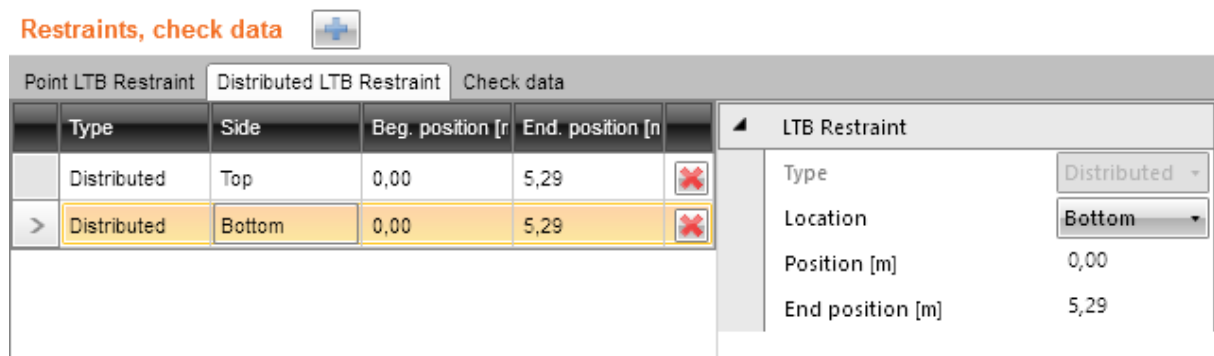 Restraints, check data
Point LTB Restraint Distributed LTB Restraint Check data
Type Side Beg. position [n End. position [n
LTB Restraint
Distributed Top 0,00 5,29
Type Distributed
> Distributed Bottom 0,00 5,29
Location Bottom
Position [m] 0,00
End position [m] 5,29